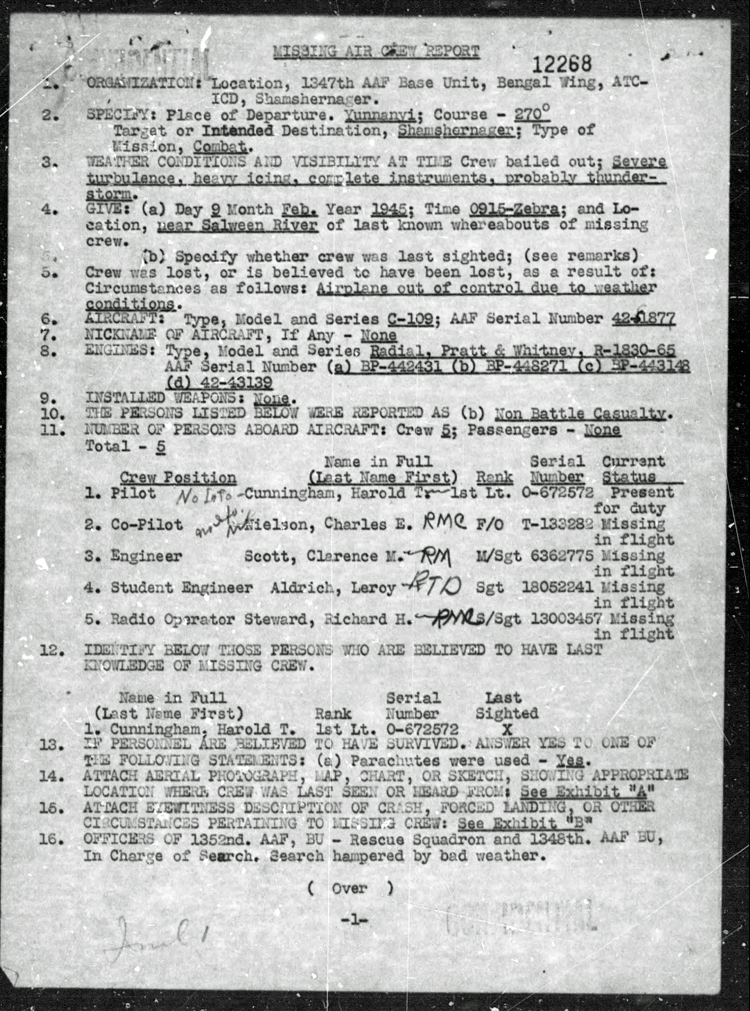 MISSING AIR CREW REPORT
12268
1. ORGANIZATION: Location, 1347th AAF Base Unit, Bengal Wing, ATC-
ICD, Shamshernager.
2. SPECIFY: Place of Departure. Yunnanyi; Course - 270°
Target or Intended Destination, Shamshernager; Type of
Mission, Combat.
3. WEATHER CONDITIONS AND VISIBILITY AT TIME Crew bailed out; Severe
turbulence, heavy icing, complete instruments, probably thunder-
storm.
4. GIVE: (a) Day 9 Month Feb. Year 1945; Time 0915-Zebra; and Lo-
cation, near Salween River of last known whereabouts of missing
crew.
(b) Specify whether crew was last sighted; (see remarks)
5. Crew was lost, or is believed to have been lost, as a result of:
Circumstances as follows: Airplane out of control due to weather
conditions.
6. AIRCRAFT: Type, Model and Series C-109; AAF Serial Number 42-51877
7. NICKNAME OF AIRCRAFT, If Any - None
8. ENGINES: Type, Model and Series Radial, Pratt & Whitney, R-1830-65
AAF Serial Number (a) BP-442431 (b) BP-448271 (c) BP-443148
(d) 42-43139
9. INSTALLED WEAPONS: None.
10. THE PERSONS LISTED BELOW WERE REPORTED AS (b) Non Battle Casualty.
11. NUMBER OF PERSONS ABOARD AIRCRAFT: Crew 5; Passengers - None
Total - 5
Name in Full Serial Current
Crew Position (Last Name First) Rank Number Status
1. Pilot No Cunningham, Harold T. 1st Lt. O-672572 Present
for duty
2. Co-Pilot no Nielson, Charles E. RMC F/O T-133282 Missing
in flight
3. Engineer Scott, Clarence M. RM M/Sgt 6362775 Missing
in flight
4. Student Engineer Aldrich, Leroy RTD Sgt 18052241 Missing
in flight
5. Radio Operator Steward, Richard H. RMC S/Sgt 13003457 Missing
in flight
12. IDENTIFY BELOW THOSE PERSONS WHO ARE BELIEVED TO HAVE LAST
KNOWLEDGE OF MISSING CREW.
Name in Full Serial Last
(Last Name First) Rank Number Sighted
1. Cunningham, Harold T. 1st Lt. O-672572 X
13. IF PERSONNEL ARE BELIEVED TO HAVE SURVIVED. ANSWER YES TO ONE OF
THE FOLLOWING STATEMENTS: (a) Parachutes were used - Yes.
14. ATTACH AERIAL PHOTOGRAPH, MAP, CHART, OR SKETCH, SHOWING APPROPRIATE
LOCATION WHERE CREW WAS LAST SEEN OR HEARD FROM: See Exhibit "A"
15. ATTACH EYEWITNESS DESCRIPTION OF CRASH, FORCED LANDING, OR OTHER
CIRCUMSTANCES PERTAINING TO MISSING CREW: See Exhibit "B"
16. OFFICERS OF 1352nd. AAF, BU - Rescue Squadron and 1348th. AAF BU,
In Charge of Search. Search hampered by bad weather.
( Over )
-1-